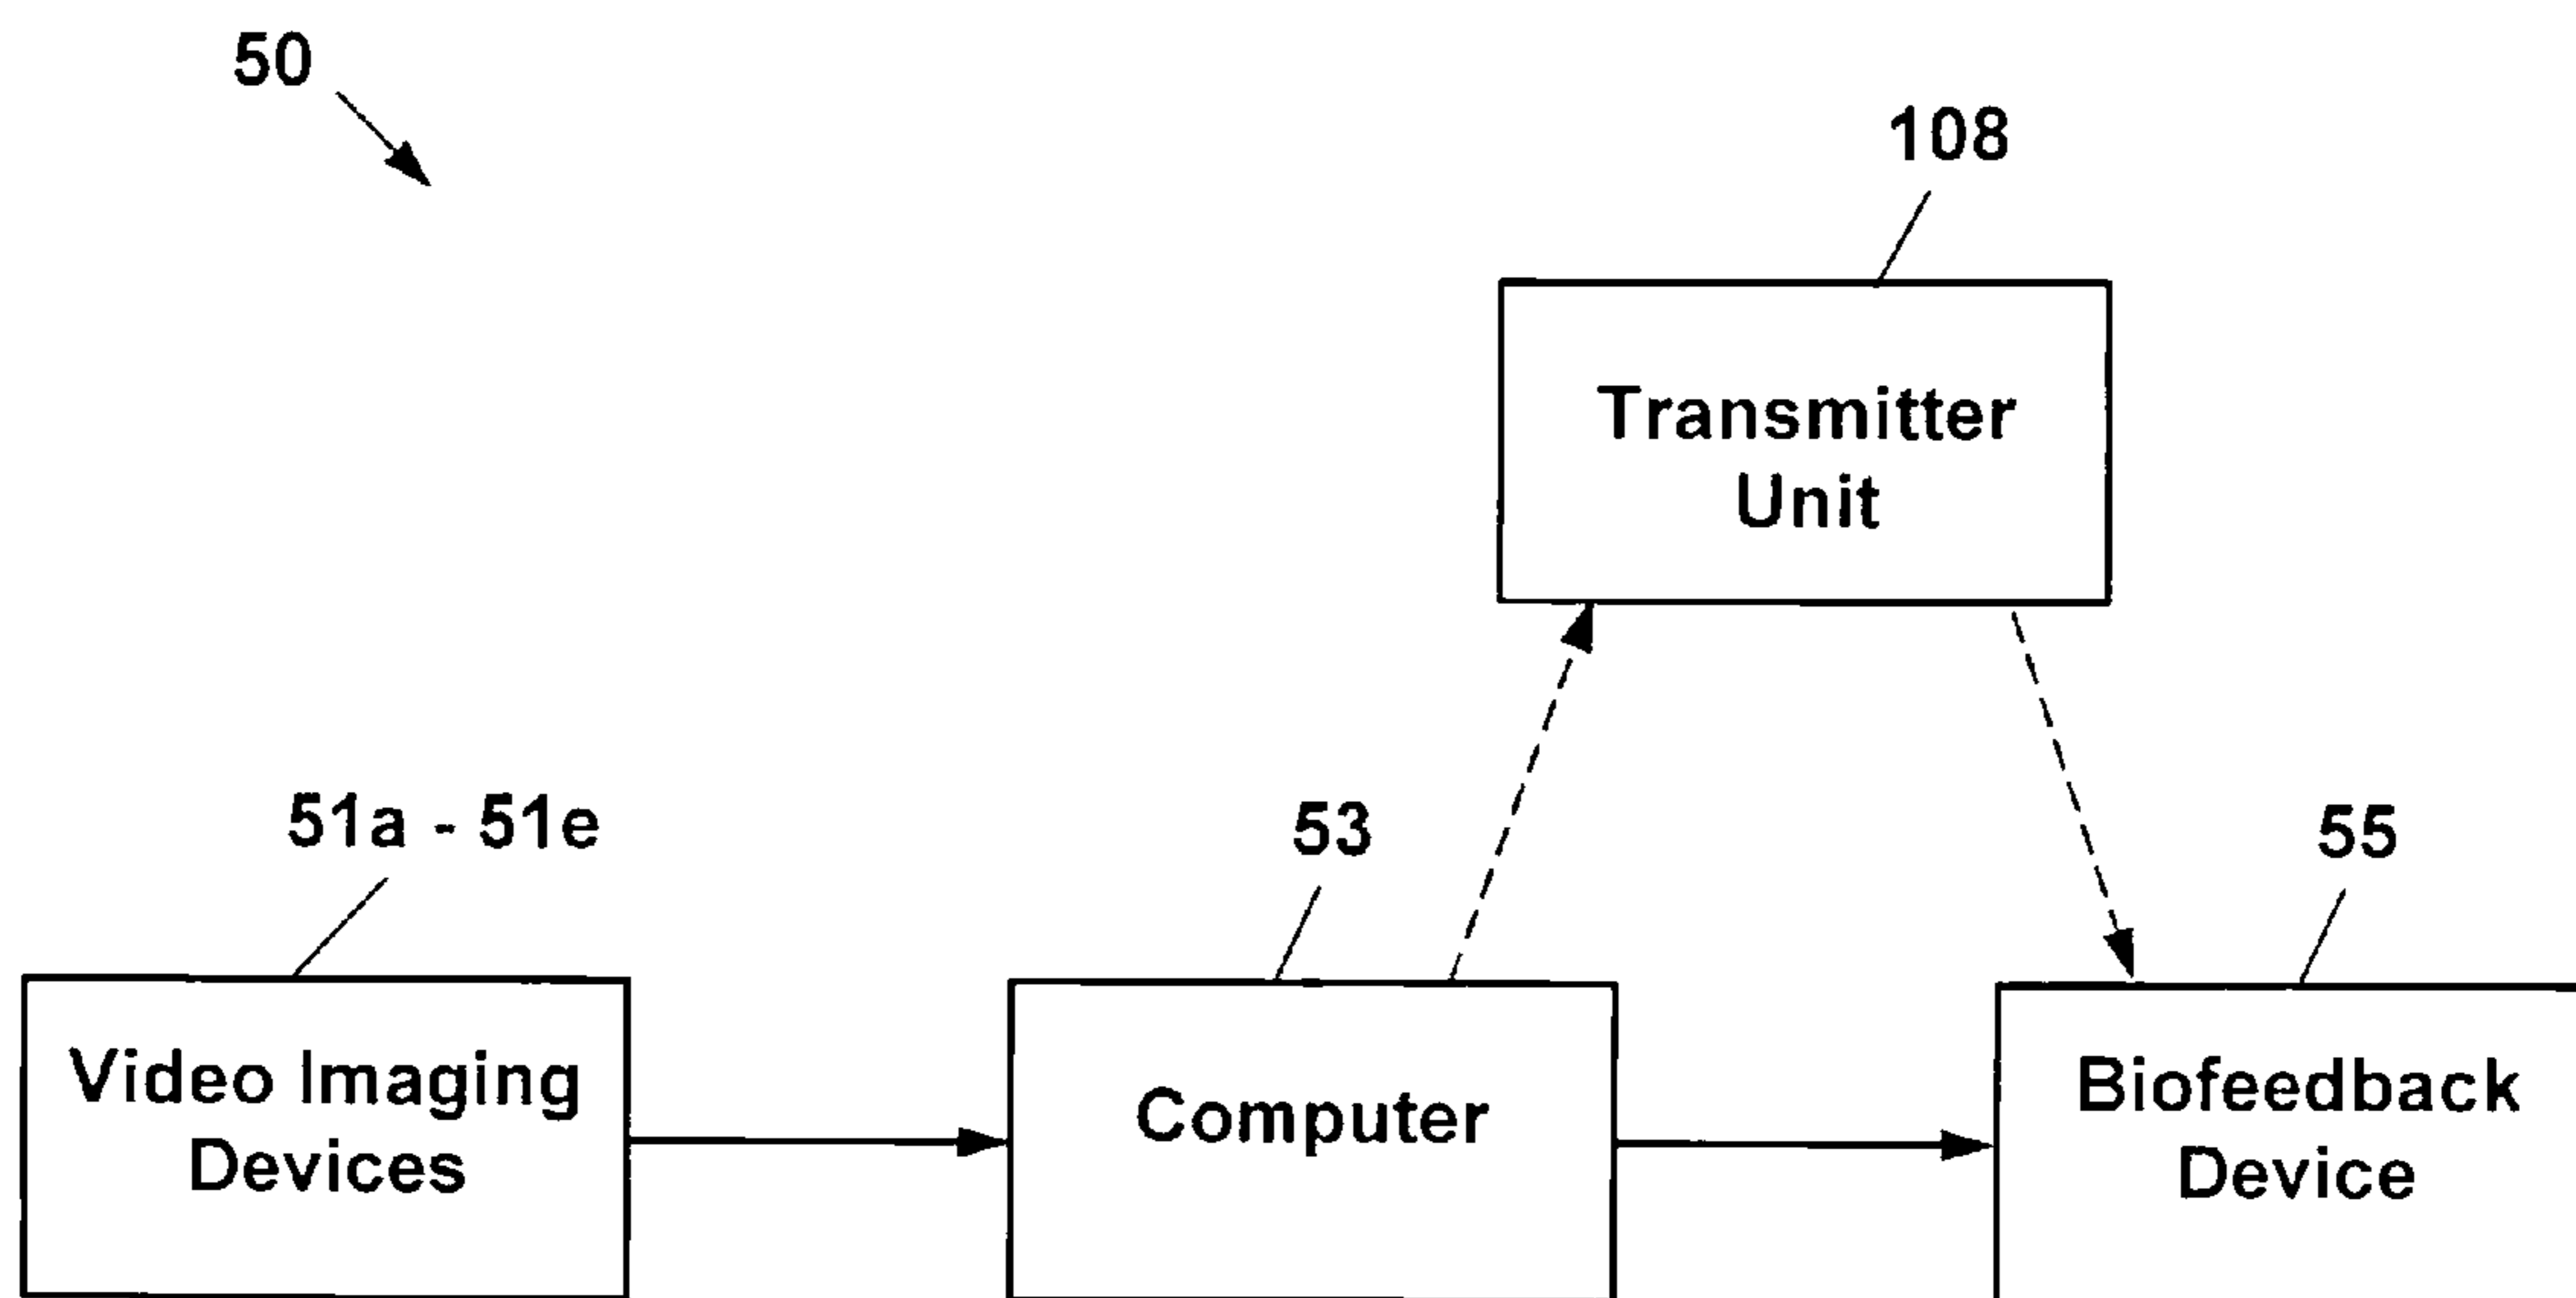 50
108
Transmitter
Unit
51a - 51e
53
55
Video Imaging
Devices
Computer
Biofeedback
Device